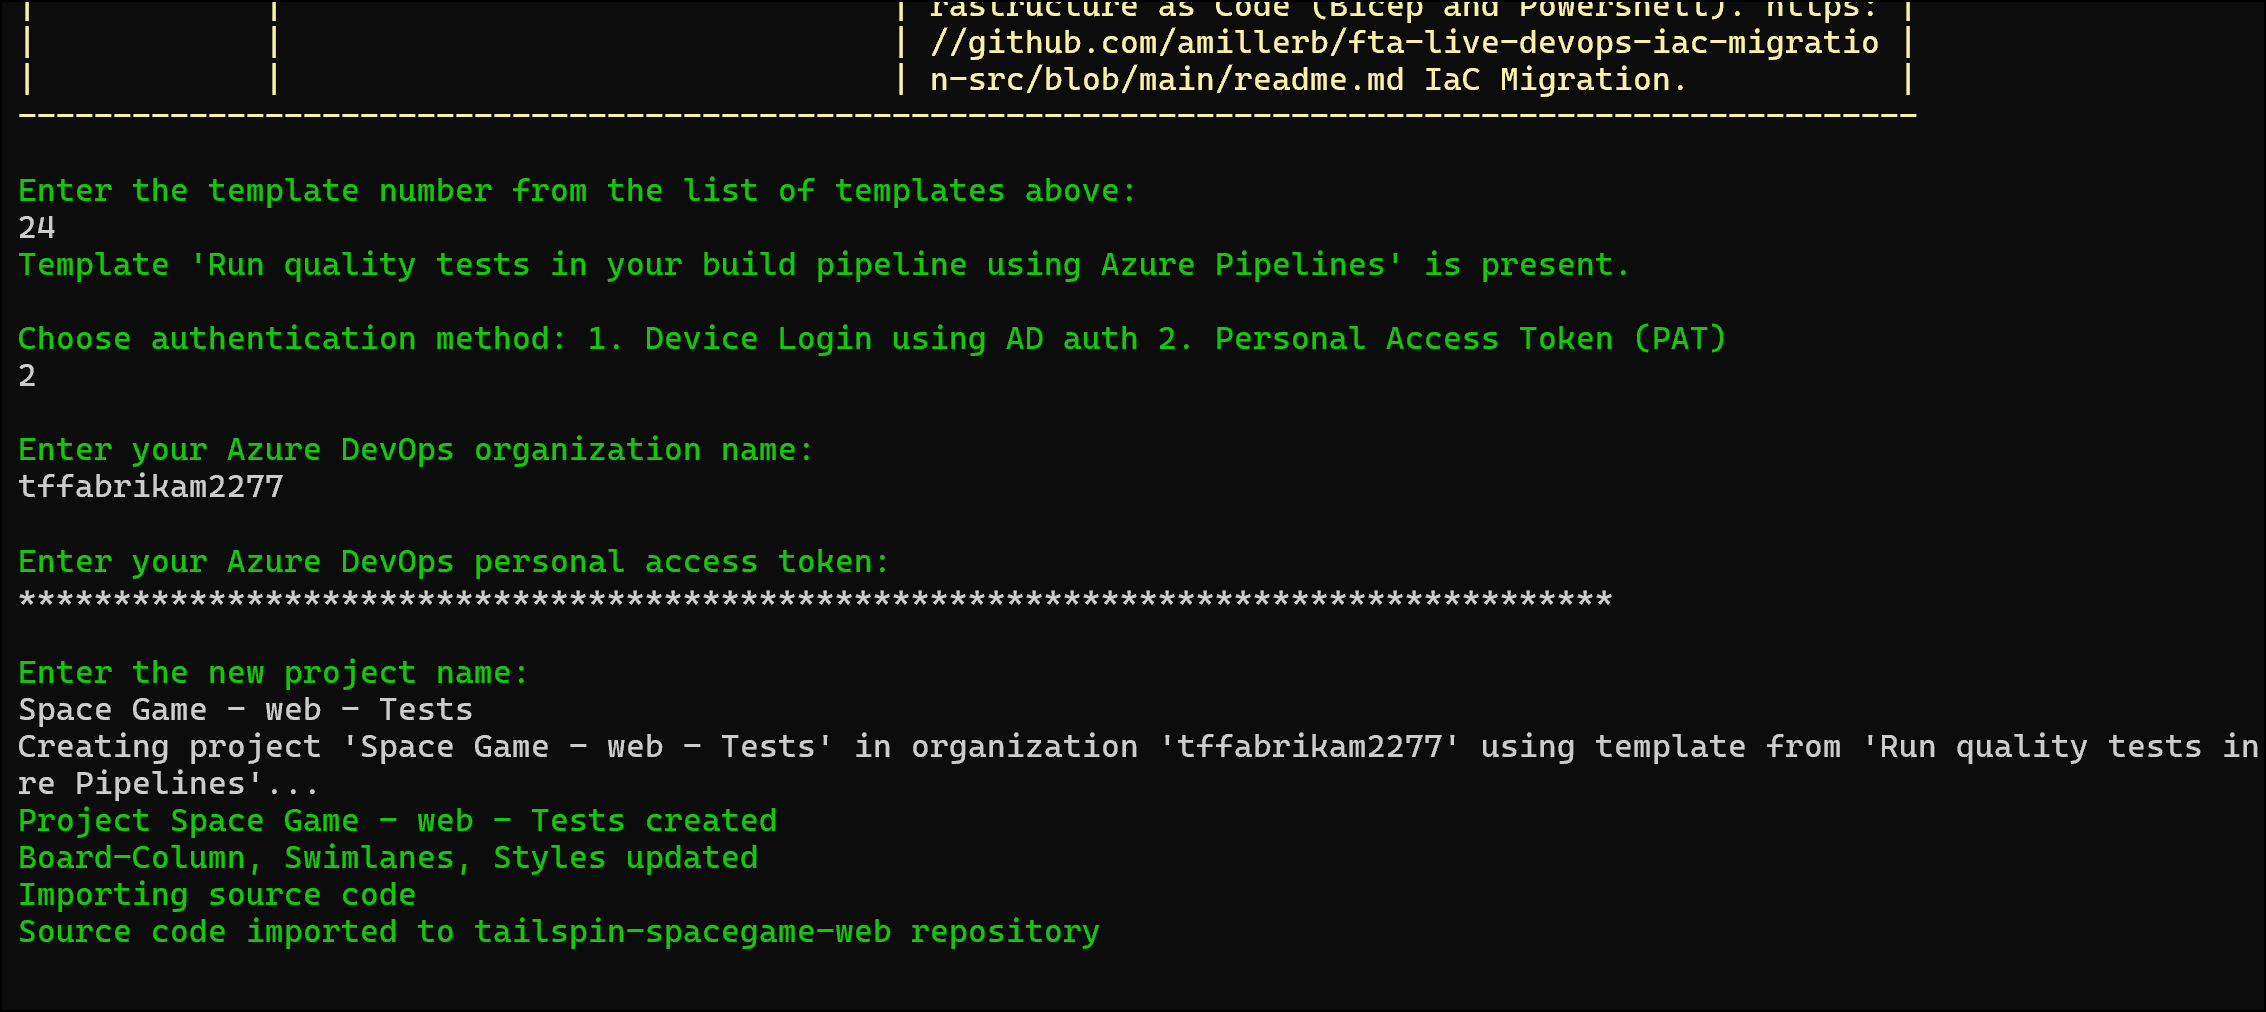 | | | rastructure as Code (Bicep and PowerShell). https: |
| | | //github.com/amillerb/fta-live-devops-iac-migratio |
| | | n-src/blob/main/readme.md IaC Migration. |
----------------------------------------------------------------------------------------------------
Enter the template number from the list of templates above:
24
Template 'Run quality tests in your build pipeline using Azure Pipelines' is present.
Choose authentication method: 1. Device Login using AD auth 2. Personal Access Token (PAT)
2
Enter your Azure DevOps organization name:
tffabrikam2277
Enter your Azure DevOps personal access token:
************************************************************************************
Enter the new project name:
Space Game - web - Tests
Creating project 'Space Game - web - Tests' in organization 'tffabrikam2277' using template from 'Run quality tests in
re Pipelines'...
Project Space Game - web - Tests created
Board-Column, Swimlanes, Styles updated
Importing source code
Source code imported to tailspin-spacegame-web repository